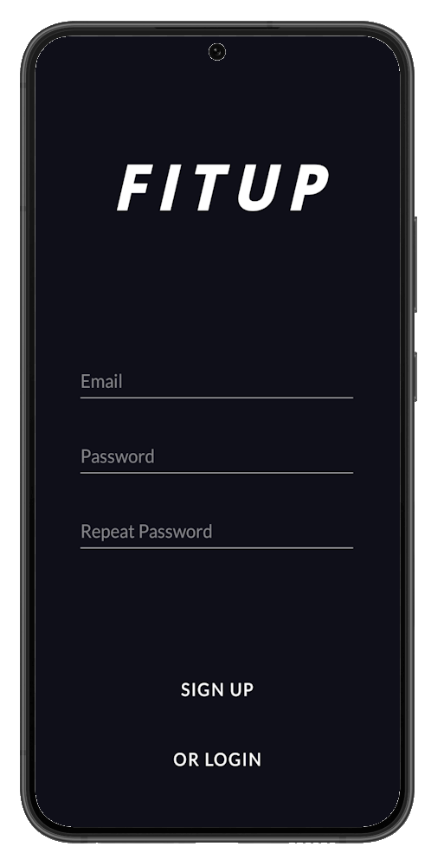 FITUP
Email
Password
Repeat Password
SIGN UP
OR LOGIN